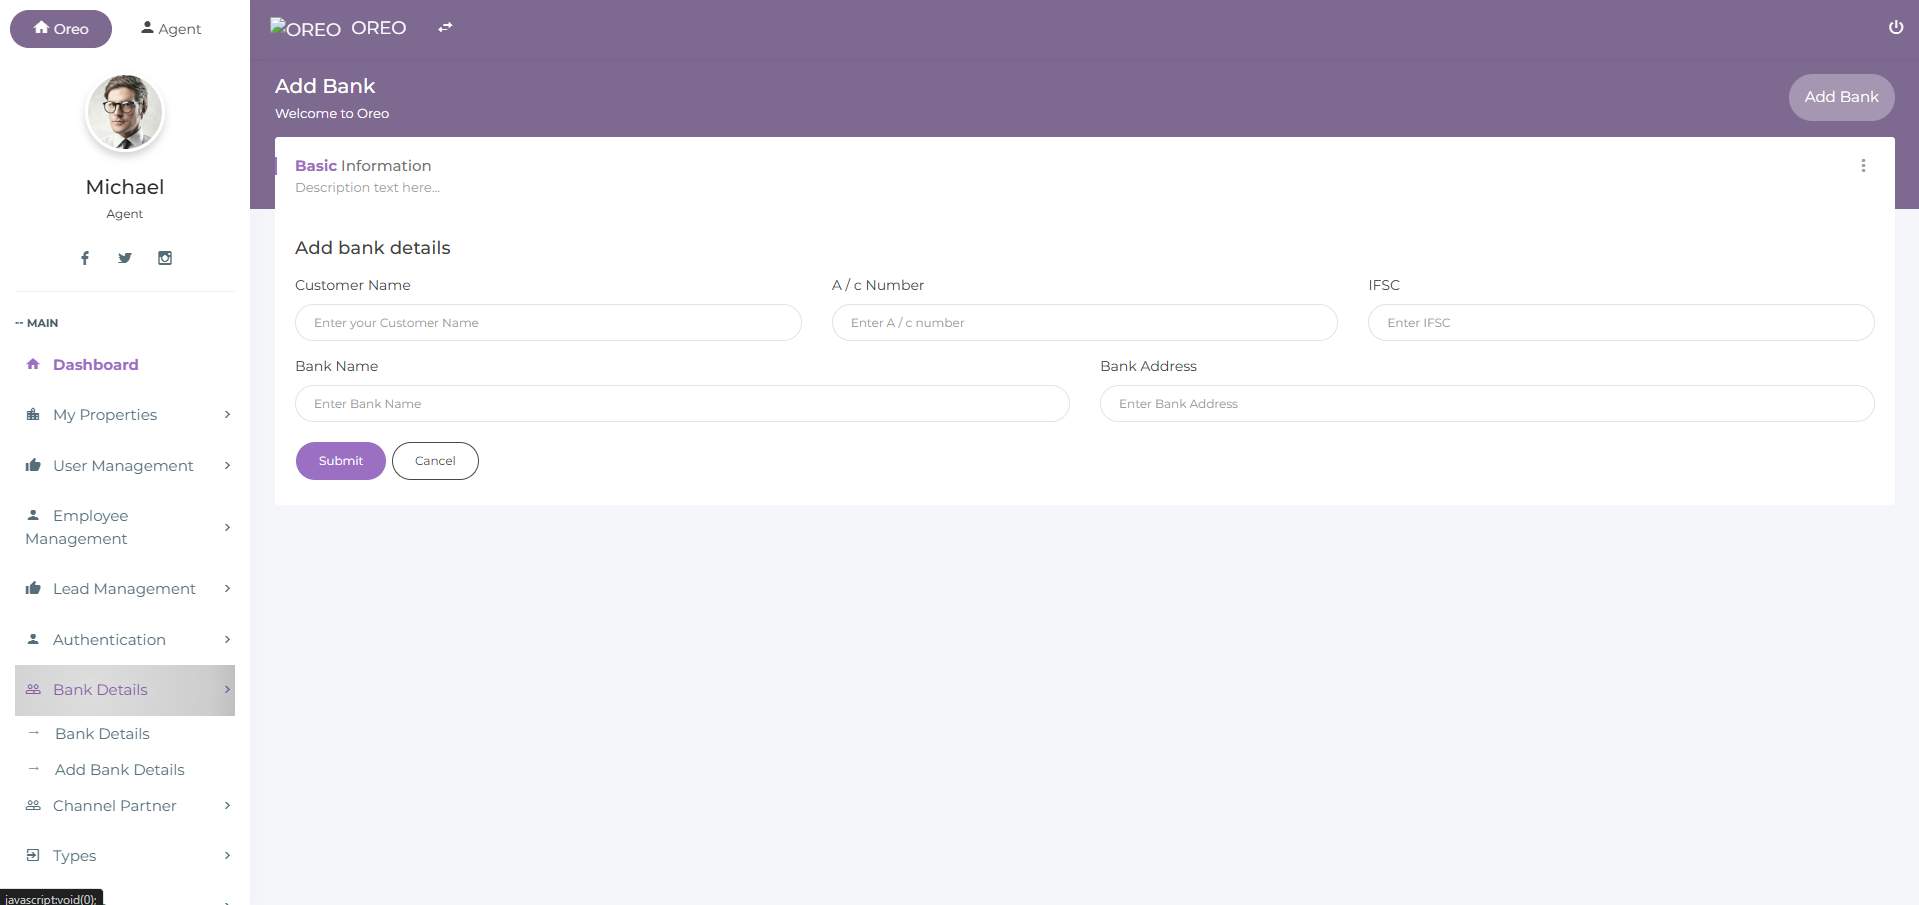 Oreo
Agent
OREO OREO
Michael
Agent
-- MAIN
Dashboard
My Properties
User Management
Employee
Management
Lead Management
Authentication
Bank Details
Bank Details
Add Bank Details
Channel Partner
Types
javascript:void(0);
Add Bank
Welcome to Oreo
Add Bank
Basic Information
Description text here...
Add bank details
Customer Name
A / c Number
IFSC
Enter your Customer Name
Enter A / c number
Enter IFSC
Bank Name
Bank Address
Enter Bank Name
Enter Bank Address
Submit
Cancel